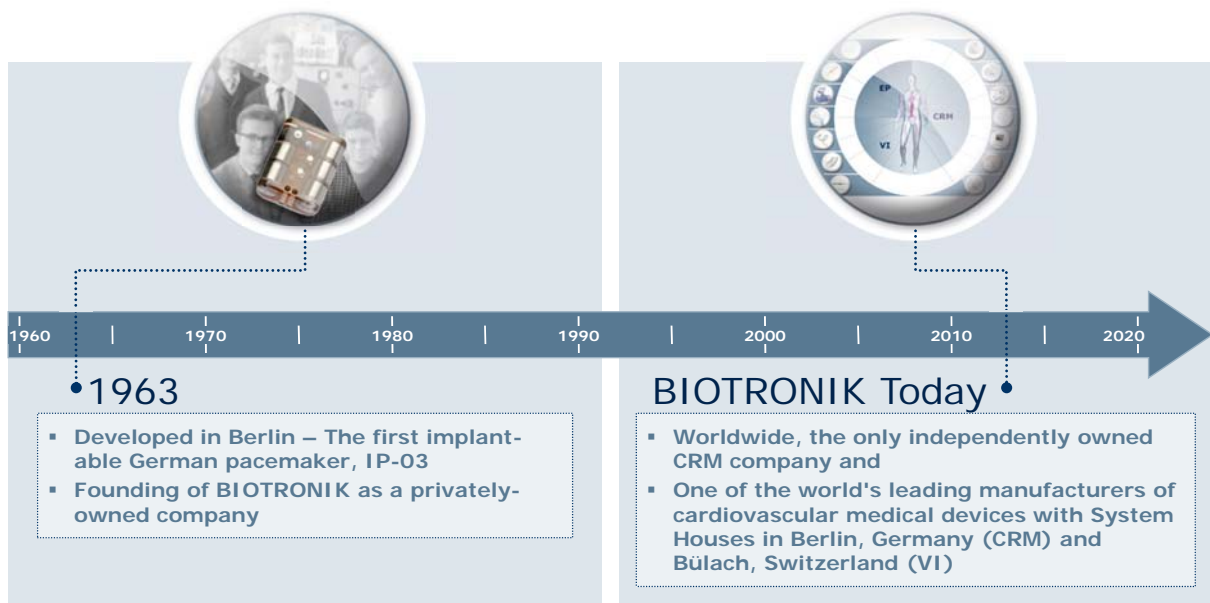 EP
CRM
VI
1960 1970 1980 1990 2000 2010 2020
1963
▪ Developed in Berlin – The first implant-
able German pacemaker, IP-03
▪ Founding of BIOTRONIK as a privately-
owned company
BIOTRONIK Today
▪ Worldwide, the only independently owned
CRM company and
▪ One of the world's leading manufacturers of
cardiovascular medical devices with System
Houses in Berlin, Germany (CRM) and
Bülach, Switzerland (VI)